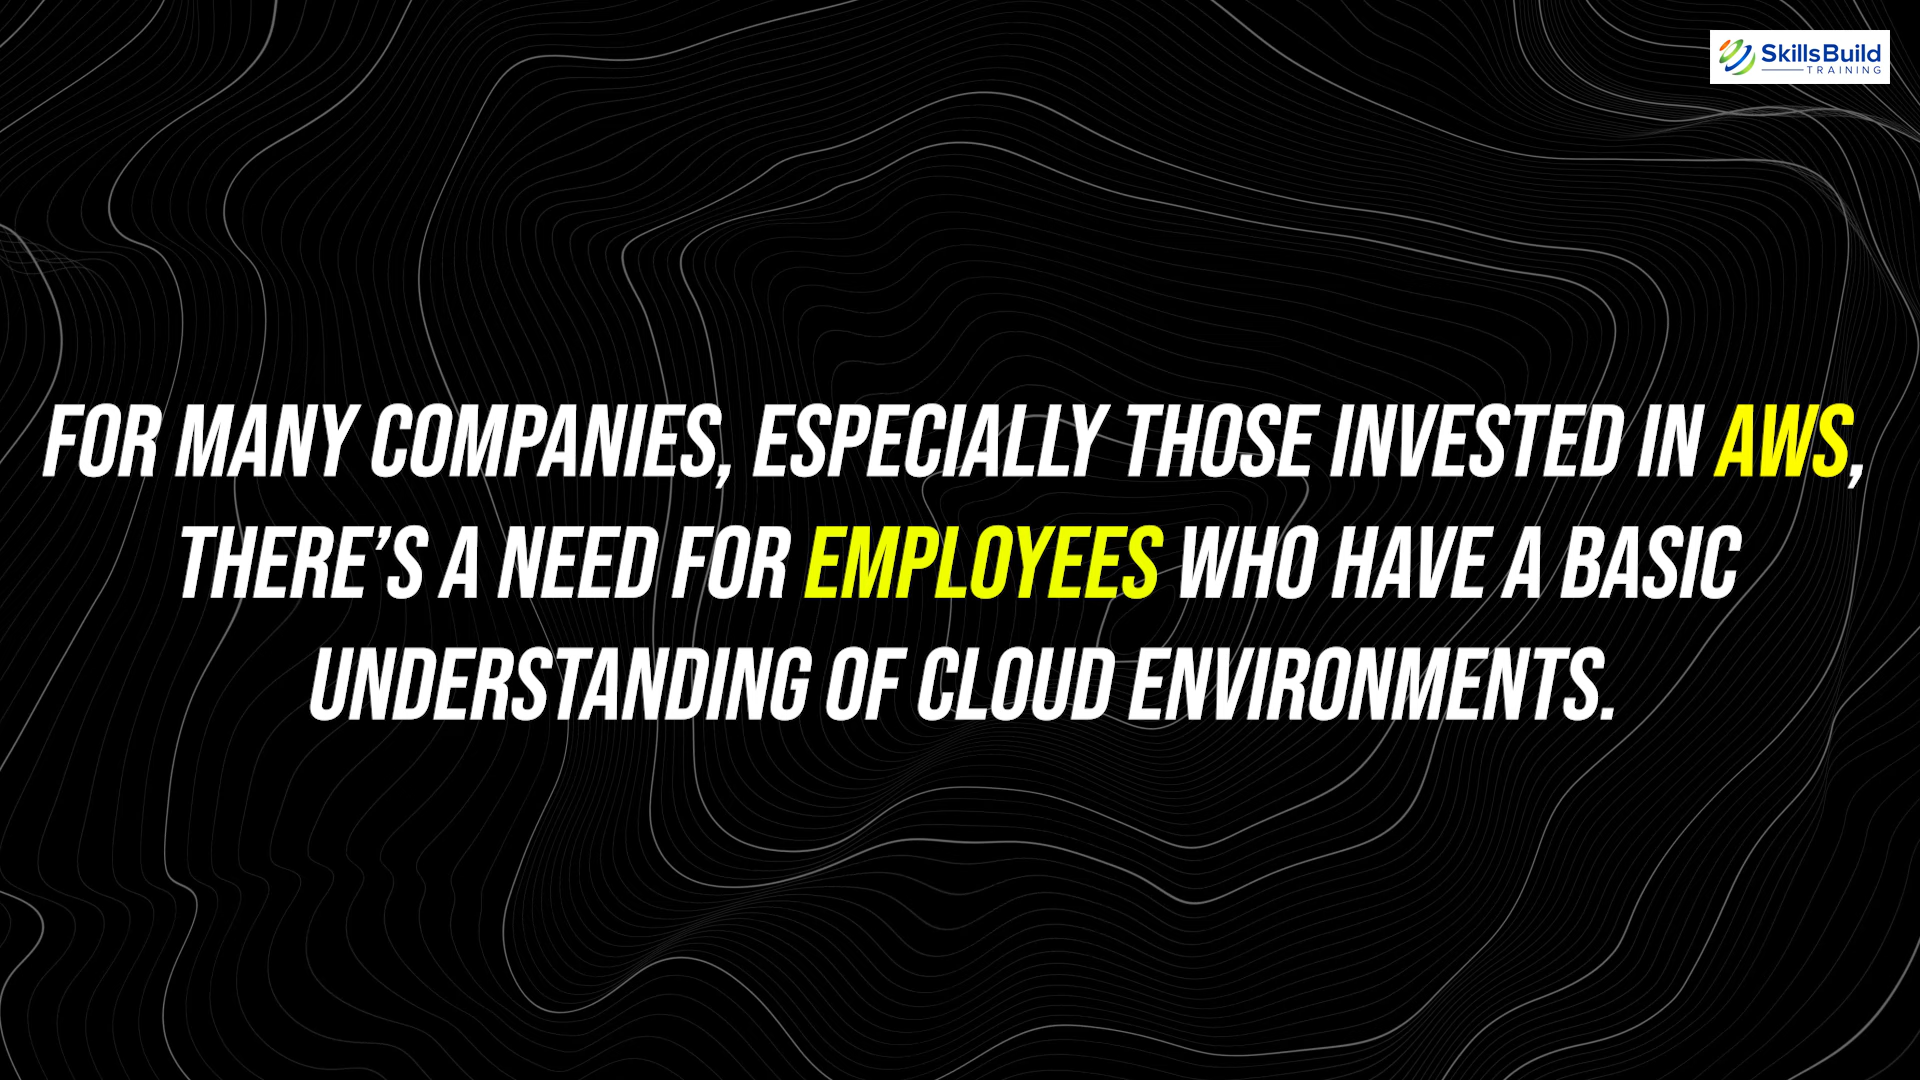 SkillsBuild
TRAINING
FOR MANY COMPANIES, ESPECIALLY THOSE INVESTED IN AWS,
THERE’S A NEED FOR EMPLOYEES WHO HAVE A BASIC
UNDERSTANDING OF CLOUD ENVIRONMENTS.